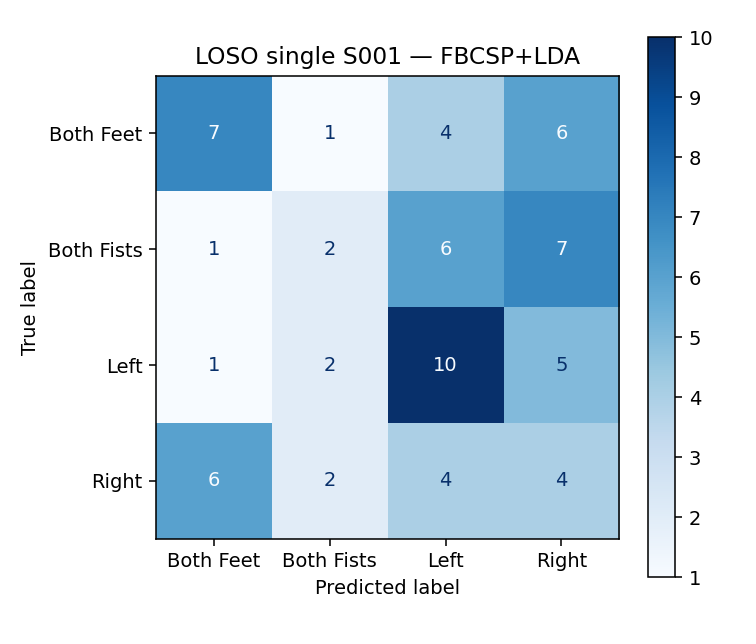 LOSO single S001 — FBCSP+LDA
Both Feet 7 1 4 6
Both Fists 1 2 6 7
Left 1 2 10 5
Right 6 2 4 4
Both Feet Both Fists Left Right
Predicted label
True label
10
9
8
7
6
5
4
3
2
1